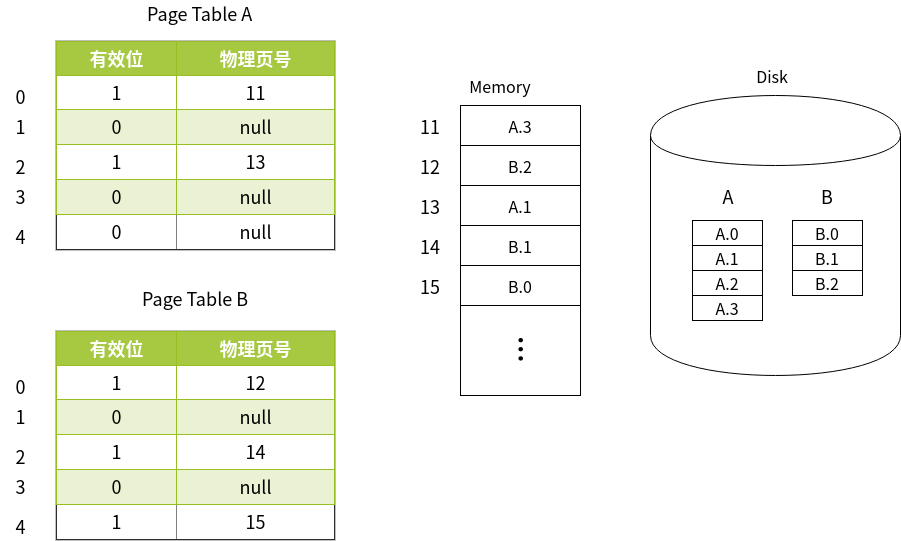 Page Table A
有效位 物理页号
0 1 11
1 0 null
2 1 13
3 0 null
4 0 null
Page Table B
有效位 物理页号
0 1 12
1 0 null
2 1 14
3 0 null
4 1 15
Memory
11 A.3
12 B.2
13 A.1
14 B.1
15 B.0
Disk
A B
A.0 B.0
A.1 B.1
A.2 B.2
A.3